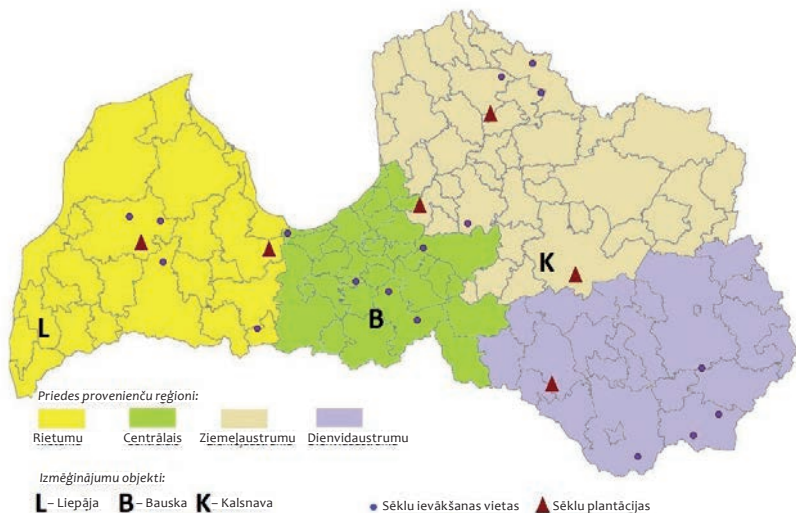 K
L
B
Priedes provenienču reģioni:
Rietumu Centrālais Ziemeļaustrumu Dienvidaustrumu
Izmēģinājumu objekti:
L – Liepāja B – Bauska K – Kalsnava Sēklu ievākšanas vietas Sēklu plantācijas